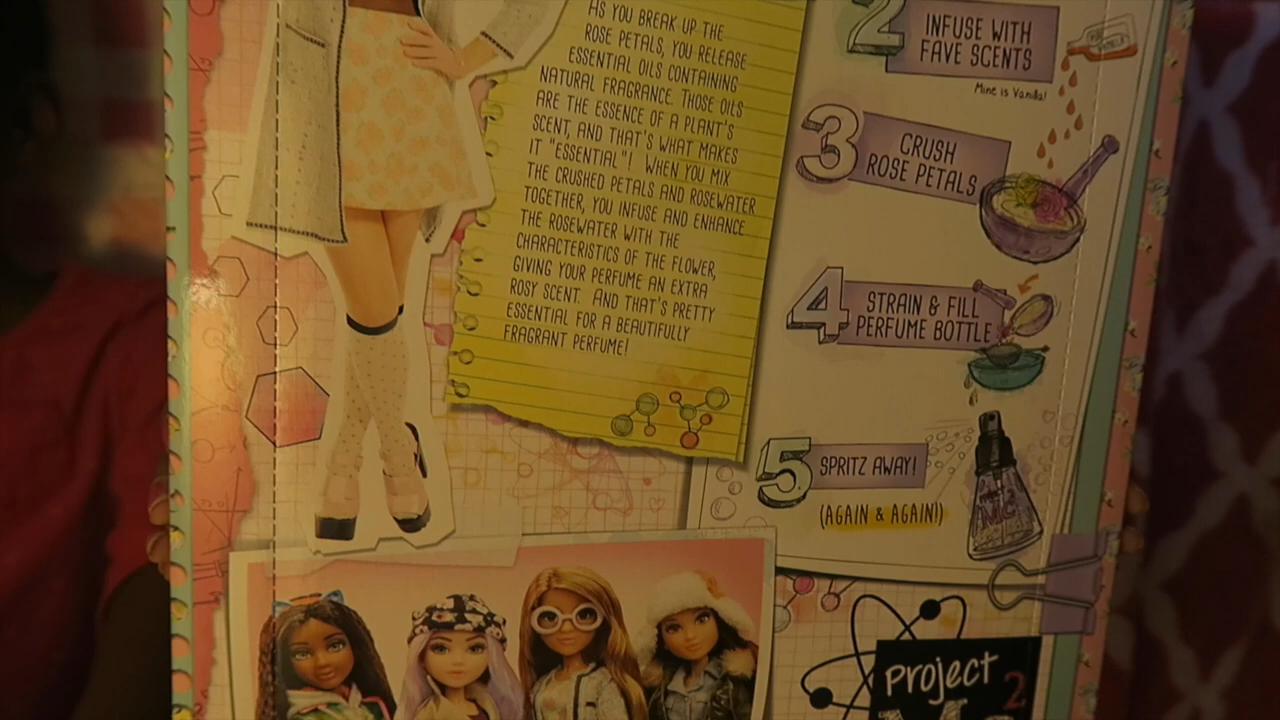 AS YOU BREAK UP THE
ROSE PETALS, YOU RELEASE
ESSENTIAL OILS CONTAINING
NATURAL FRAGRANCE. THOSE OILS
ARE THE ESSENCE OF A PLANT'S
SCENT, AND THAT'S WHAT MAKES
IT "ESSENTIAL"! WHEN YOU MIX
THE CRUSHED PETALS AND ROSEWATER
TOGETHER, YOU INFUSE AND ENHANCE
THE ROSEWATER WITH THE
CHARACTERISTICS OF THE FLOWER,
GIVING YOUR PERFUME AN EXTRA
ROSY SCENT. AND THAT'S PRETTY
ESSENTIAL FOR A BEAUTIFULLY
FRAGRANT PERFUME!
2 INFUSE WITH
FAVE SCENTS
Mine is Vanilla!
3 CRUSH
ROSE PETALS
4 STRAIN & FILL
PERFUME BOTTLE
5 SPRITZ AWAY!
(AGAIN & AGAIN!)
project
2